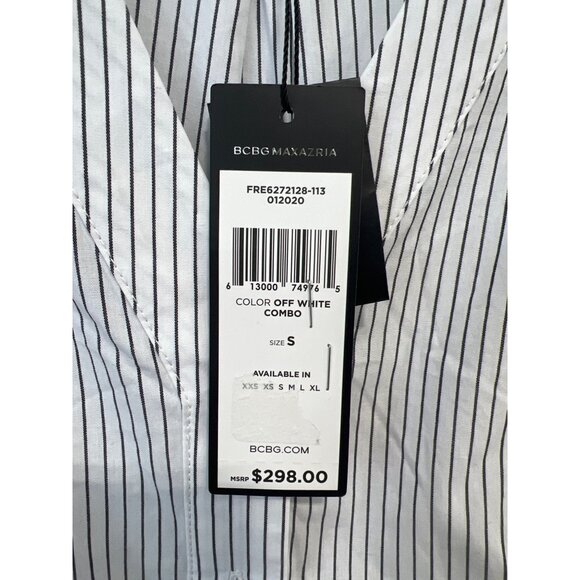 BCBGMAXAZRIA
FRE6272128-113
012020
6 13000 74976 5
COLOR OFF WHITE
COMBO
SIZE S
AVAILABLE IN
XXS XS S M L XL
BCBG.COM
MSRP $298.00